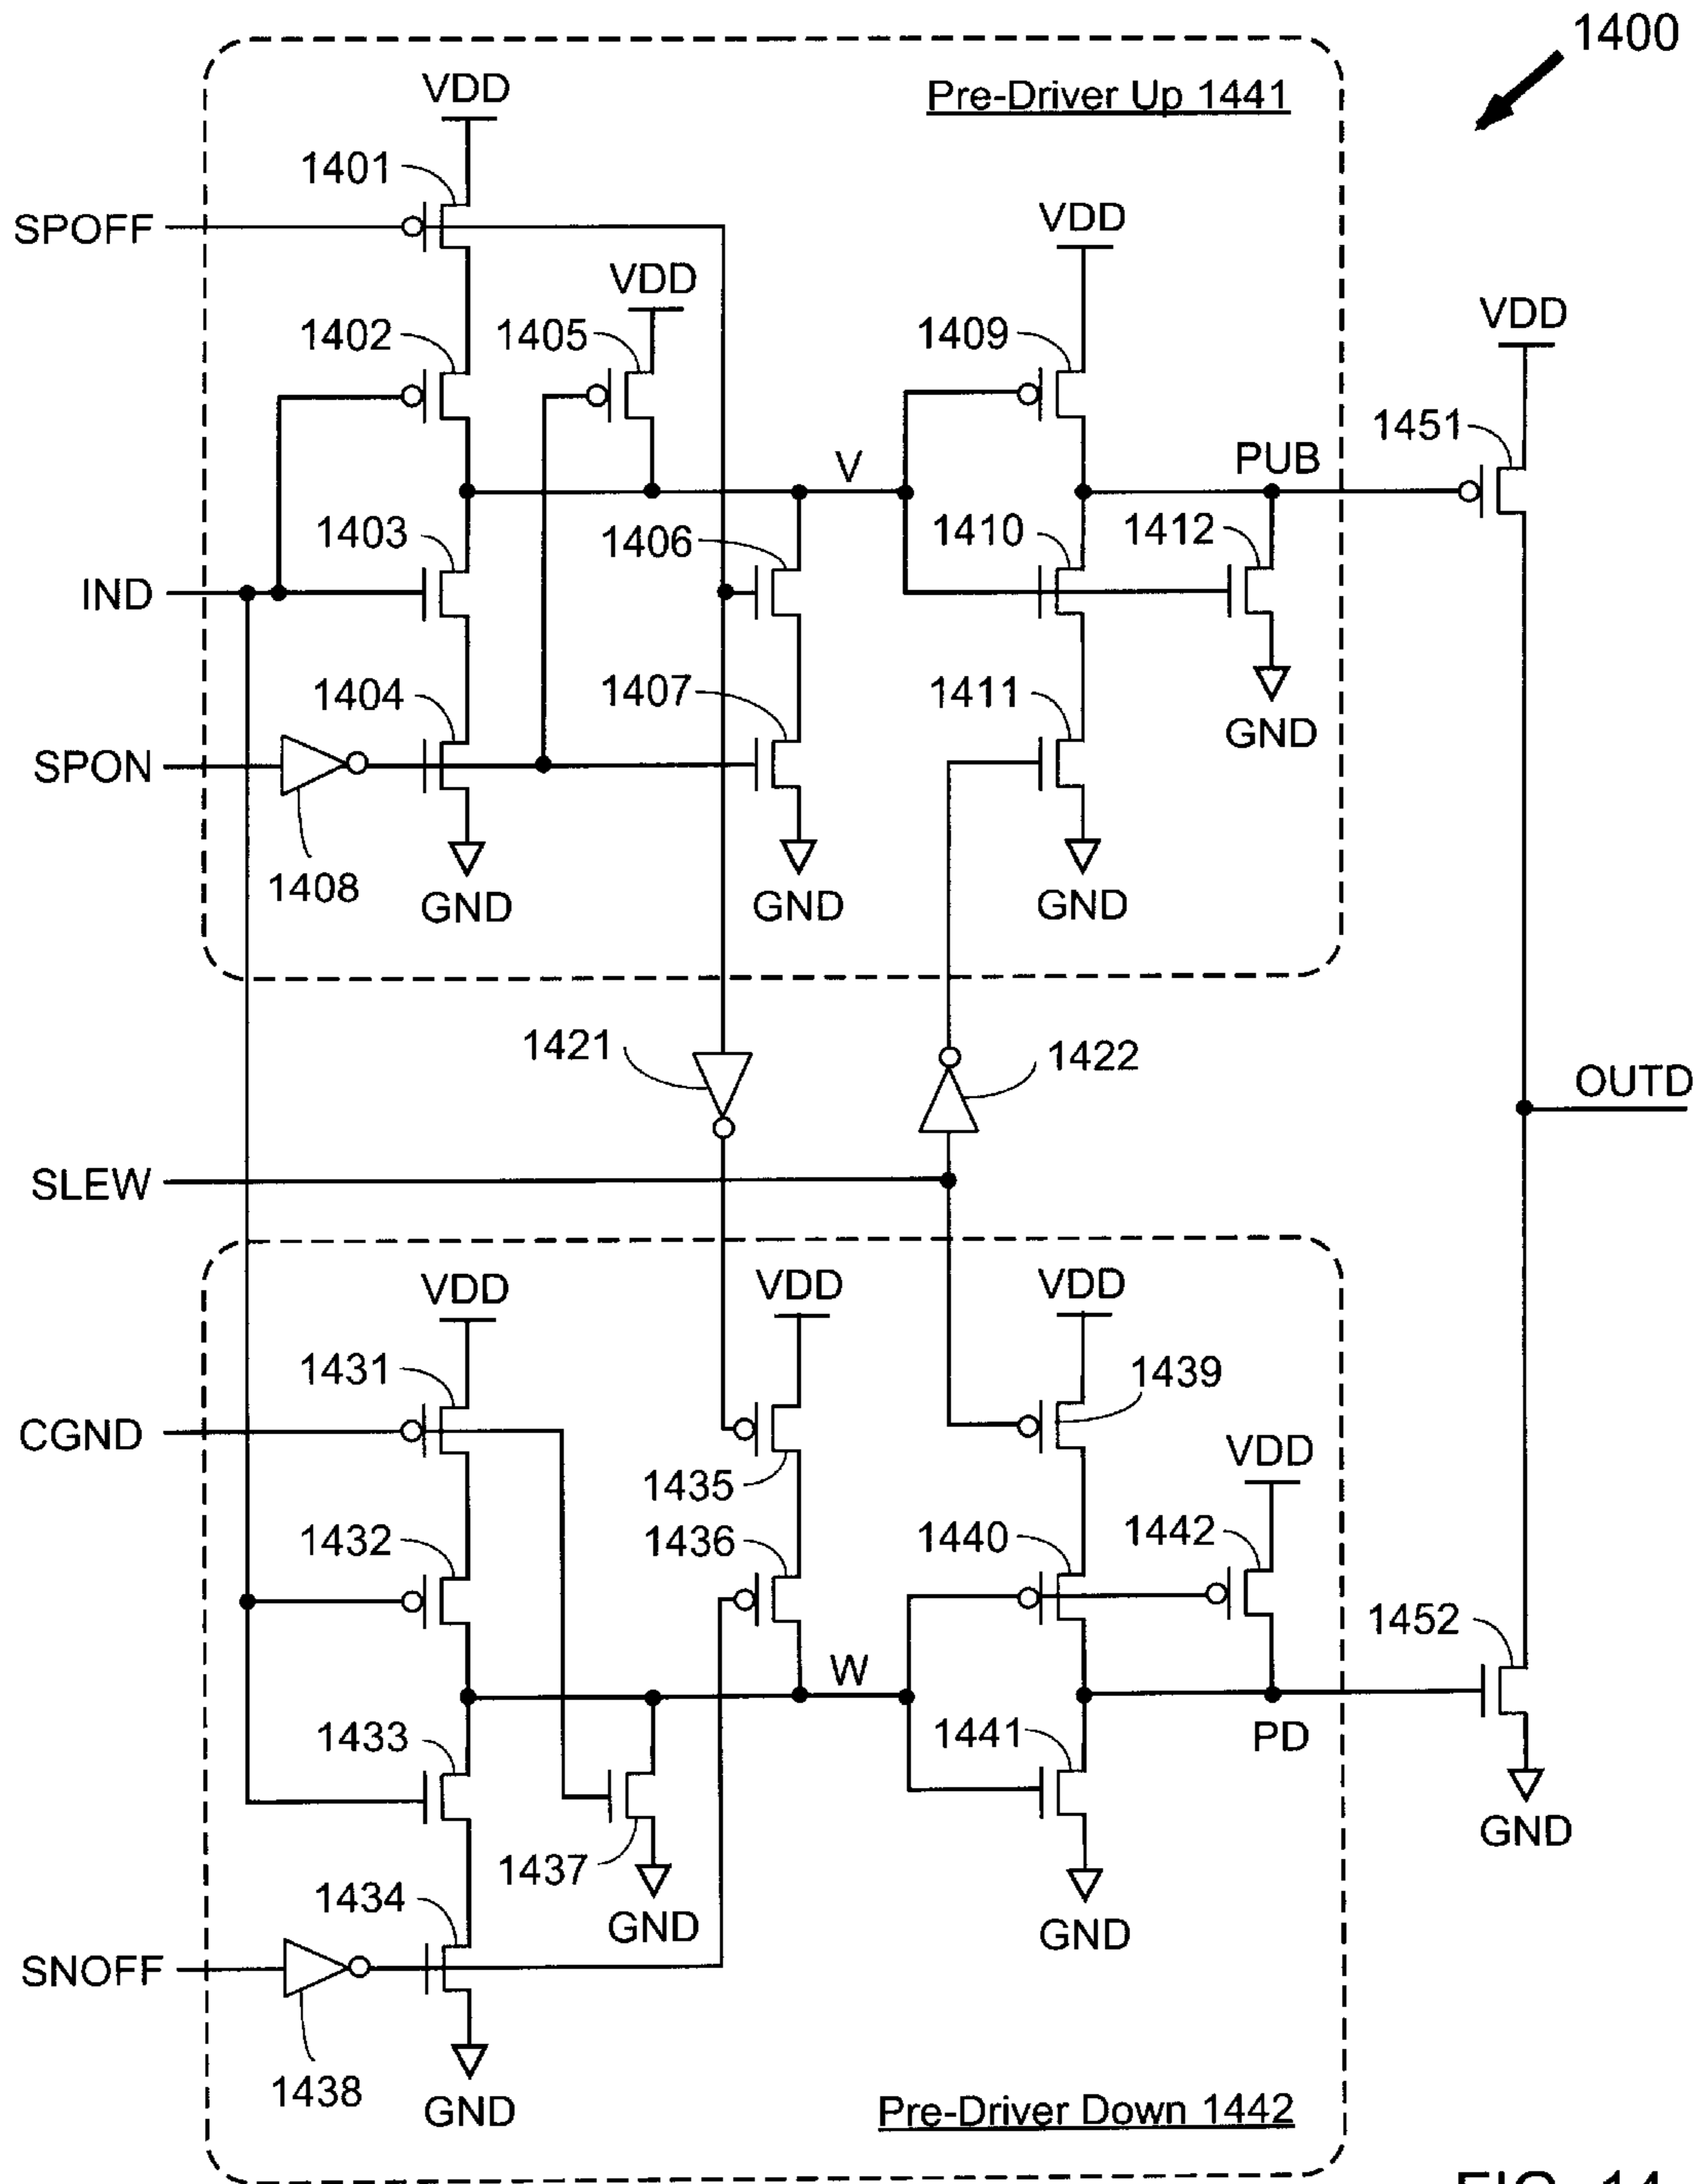 1400
VDD
Pre-Driver Up 1441
1401
SPOFF
VDD
VDD
1402
1405
1409
VDD
1451
V
PUB
1403
1406
1410
1412
IND
1404
1407
1411
SPON
GND
1408
GND
GND
GND
1421
1422
OUTD
SLEW
VDD
VDD
VDD
1431
1439
CGND
VDD
1435
1432
1436
1440
1442
1452
W
1433
1441
PD
1437
GND
1434
GND
GND
SNOFF
1438
GND
Pre-Driver Down 1442
FIG. 14